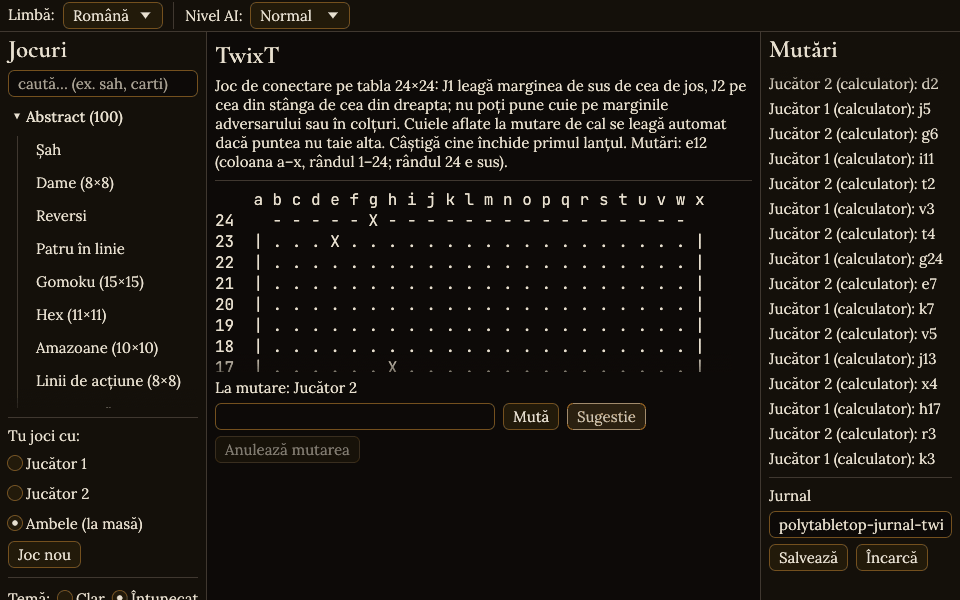 Limbă: Română Nivel AI: Normal
Jocuri
caută... (ex. sah, carti)
Abstract (100)
Șah
Dame (8×8)
Reversi
Patru în linie
Gomoku (15×15)
Hex (11×11)
Amazoane (10×10)
Linii de acțiune (8×8)
Tu joci cu:
Jucător 1
Jucător 2
Ambele (la masă)
Joc nou
Temă: Clar Întunecat
TwixT
Joc de conectare pe tabla 24×24: J1 leagă marginea de sus de cea de jos, J2 pe
cea din stânga de cea din dreapta; nu poți pune cuie pe marginile
adversarului sau în colțuri. Cuiele aflate la mutare de cal se leagă automat
dacă puntea nu taie alta. Câștigă cine închide primul lanțul. Mutări: e12
(coloana a–x, rândul 1–24; rândul 24 e sus).
a b c d e f g h i j k l m n o p q r s t u v w x
24 - - - - - X - - - - - - - - - - - - - - - -
23 | . . . X . . . . . . . . . . . . . . . . . . |
22 | . . . . . . . . . . . . . . . . . . . . . . |
21 | . . . . . . . . . . . . . . . . . . . . . . |
20 | . . . . . . . . . . . . . . . . . . . . . . |
19 | . . . . . . . . . . . . . . . . . . . . . . |
18 | . . . . . . . . . . . . . . . . . . . . . . |
17 | . . . . . . X . . . . . . . . . . . . . . . |
La mutare: Jucător 2
Mută Sugestie
Anulează mutarea
Mutări
Jucător 2 (calculator): d2
Jucător 1 (calculator): j5
Jucător 2 (calculator): g6
Jucător 1 (calculator): i11
Jucător 2 (calculator): t2
Jucător 1 (calculator): v3
Jucător 2 (calculator): t4
Jucător 1 (calculator): g24
Jucător 2 (calculator): e7
Jucător 1 (calculator): k7
Jucător 2 (calculator): v5
Jucător 1 (calculator): j13
Jucător 2 (calculator): x4
Jucător 1 (calculator): h17
Jucător 2 (calculator): r3
Jucător 1 (calculator): k3
Jurnal
polytabletop-jurnal-twi
Salvează Încarcă